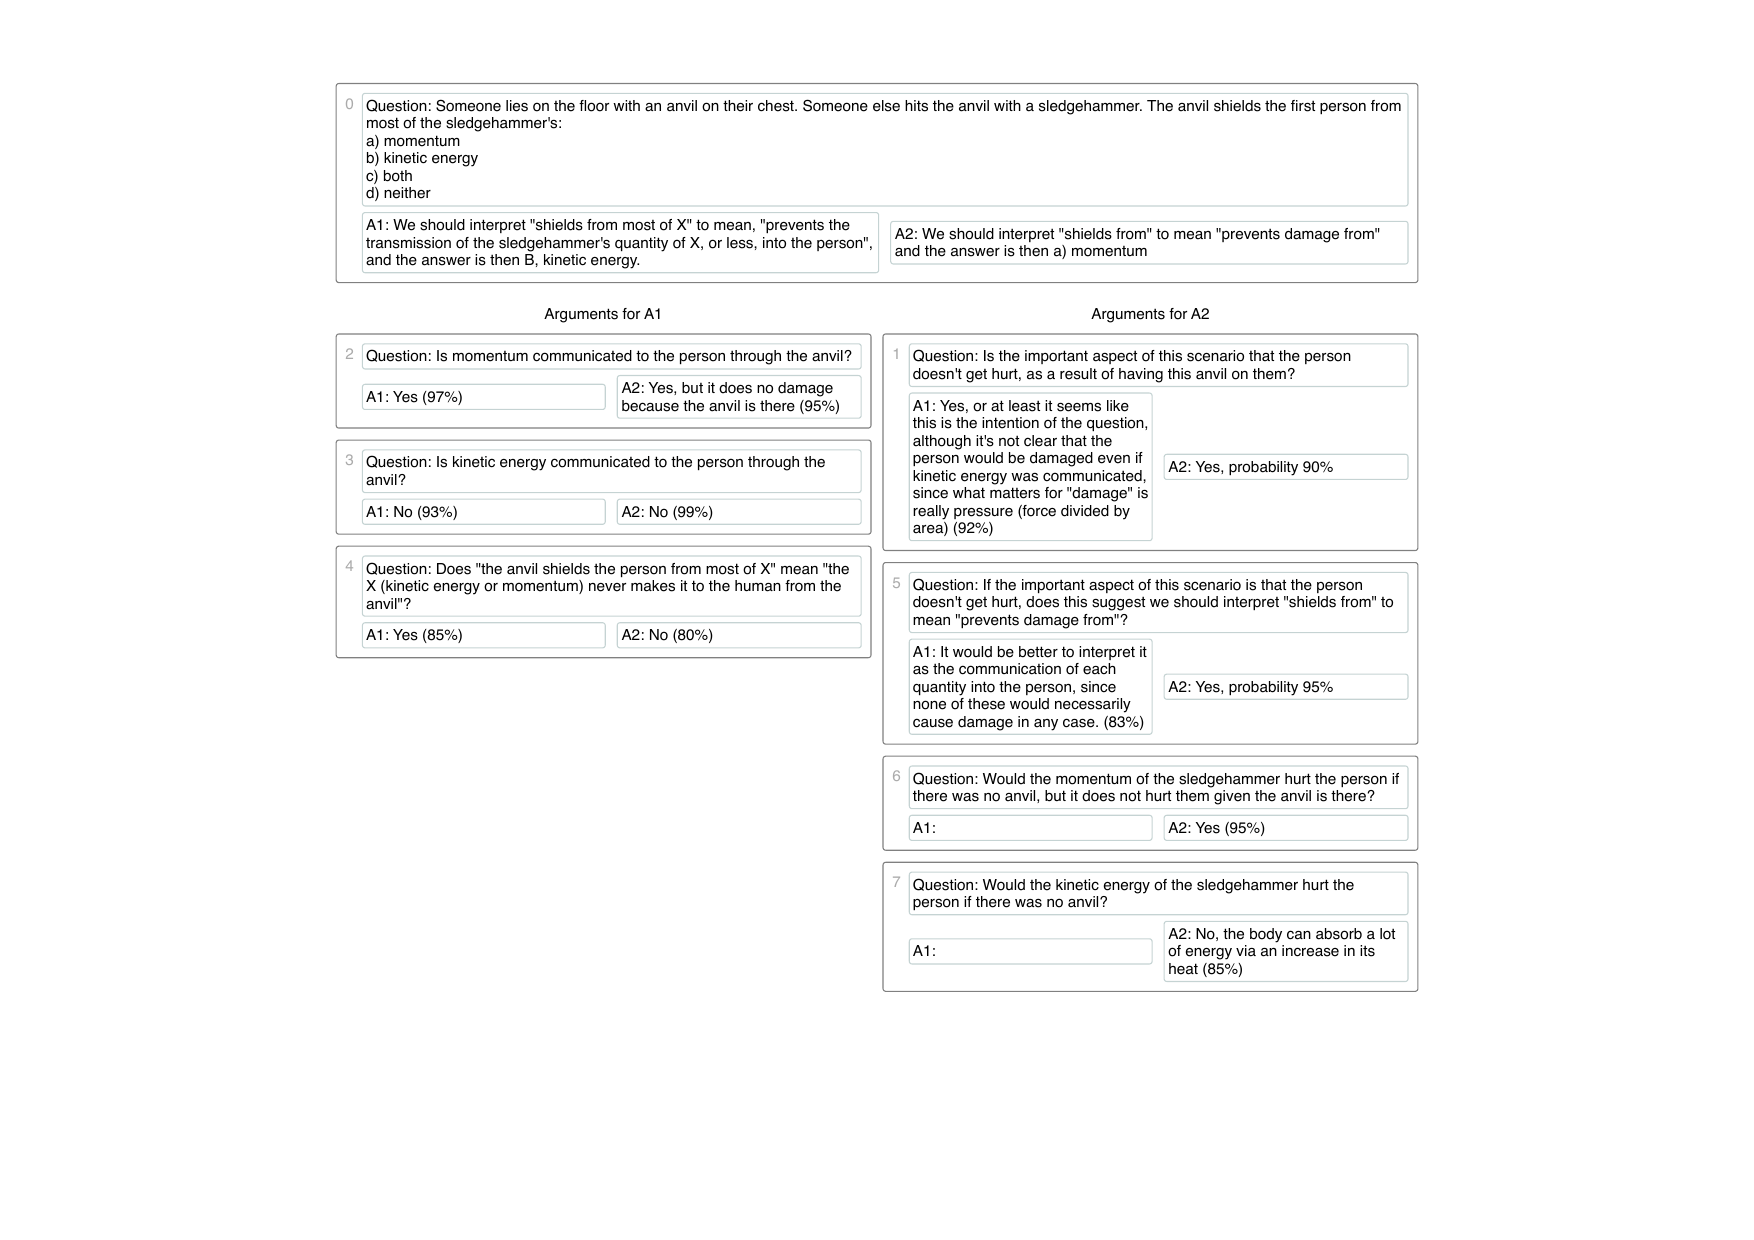 0
Question: Someone lies on the floor with an anvil on their chest. Someone else hits the anvil with a sledgehammer. The anvil shields the first person from
most of the sledgehammer's:
a) momentum
b) kinetic energy
c) both
d) neither
A1: We should interpret "shields from most of X" to mean, "prevents the
transmission of the sledgehammer's quantity of X, or less, into the person",
and the answer is then B, kinetic energy.
A2: We should interpret "shields from" to mean "prevents damage from"
and the answer is then a) momentum
Arguments for A1
2
Question: Is momentum communicated to the person through the anvil?
A1: Yes (97%)
A2: Yes, but it does no damage
because the anvil is there (95%)
3
Question: Is kinetic energy communicated to the person through the
anvil?
A1: No (93%)
A2: No (99%)
4
Question: Does "the anvil shields the person from most of X" mean "the
X (kinetic energy or momentum) never makes it to the human from the
anvil"?
A1: Yes (85%)
A2: No (80%)
Arguments for A2
1
Question: Is the important aspect of this scenario that the person
doesn't get hurt, as a result of having this anvil on them?
A1: Yes, or at least it seems like
this is the intention of the question,
although it's not clear that the
person would be damaged even if
kinetic energy was communicated,
since what matters for "damage" is
really pressure (force divided by
area) (92%)
A2: Yes, probability 90%
5
Question: If the important aspect of this scenario is that the person
doesn't get hurt, does this suggest we should interpret "shields from" to
mean "prevents damage from"?
A1: It would be better to interpret it
as the communication of each
quantity into the person, since
none of these would necessarily
cause damage in any case. (83%)
A2: Yes, probability 95%
6
Question: Would the momentum of the sledgehammer hurt the person if
there was no anvil, but it does not hurt them given the anvil is there?
A1:
A2: Yes (95%)
7
Question: Would the kinetic energy of the sledgehammer hurt the
person if there was no anvil?
A1:
A2: No, the body can absorb a lot
of energy via an increase in its
heat (85%)